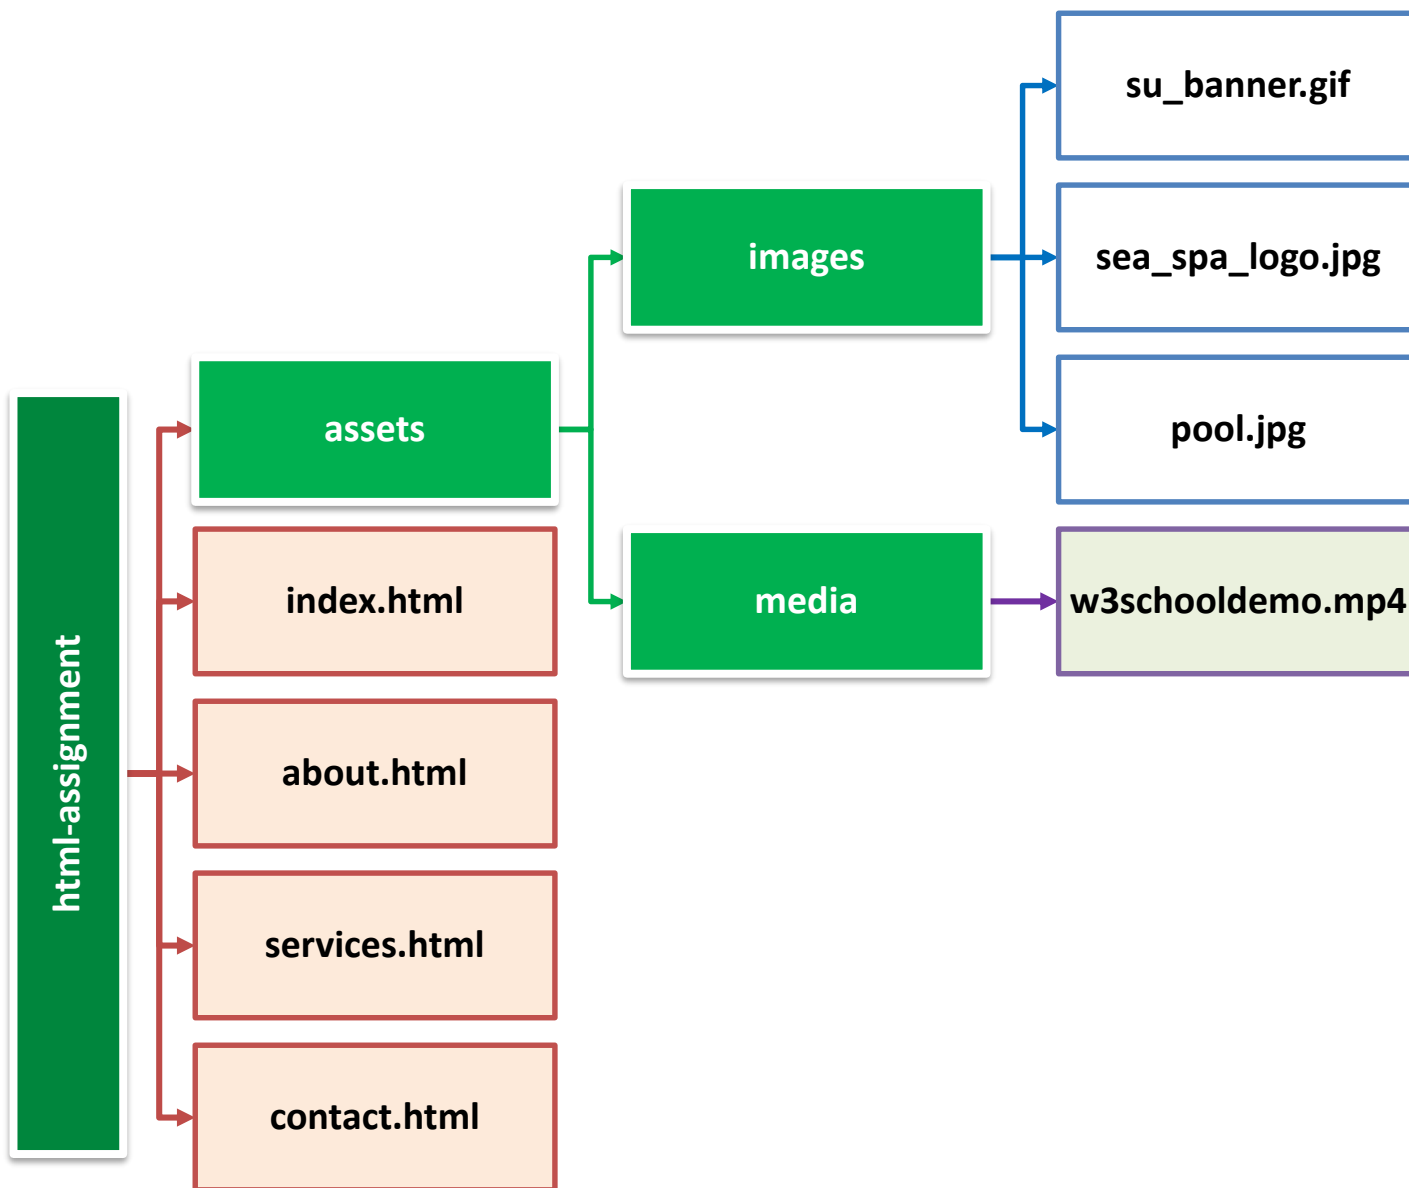 html-assignment
assets
images
su_banner.gif
sea_spa_logo.jpg
pool.jpg
media
w3schooldemo.mp4
index.html
about.html
services.html
contact.html